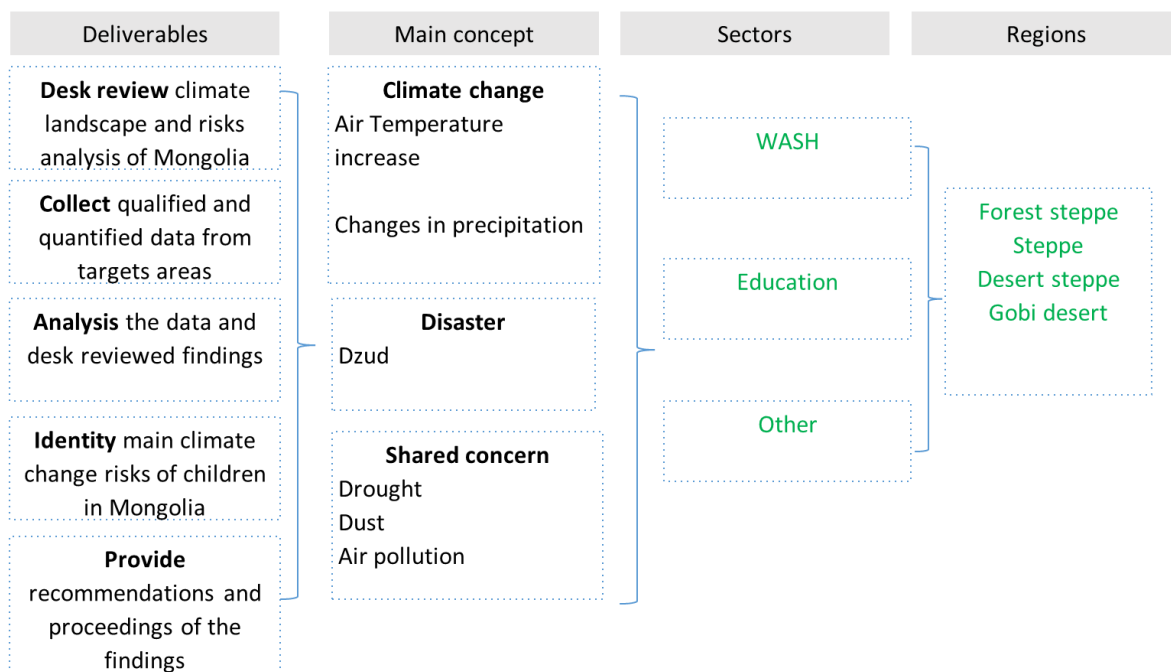 Deliverables
Desk review climate
landscape and risks
analysis of Mongolia
Collect qualified and
quantified data from
targets areas
Analysis the data and
desk reviewed findings
Identity main climate
change risks of children
in Mongolia
Provide
recommendations and
proceedings of the
findings
Main concept
Climate change
Air Temperature
increase
Changes in precipitation
Disaster
Dzud
Shared concern
Drought
Dust
Air pollution
Sectors
WASH
Education
Other
Regions
Forest steppe
Steppe
Desert steppe
Gobi desert